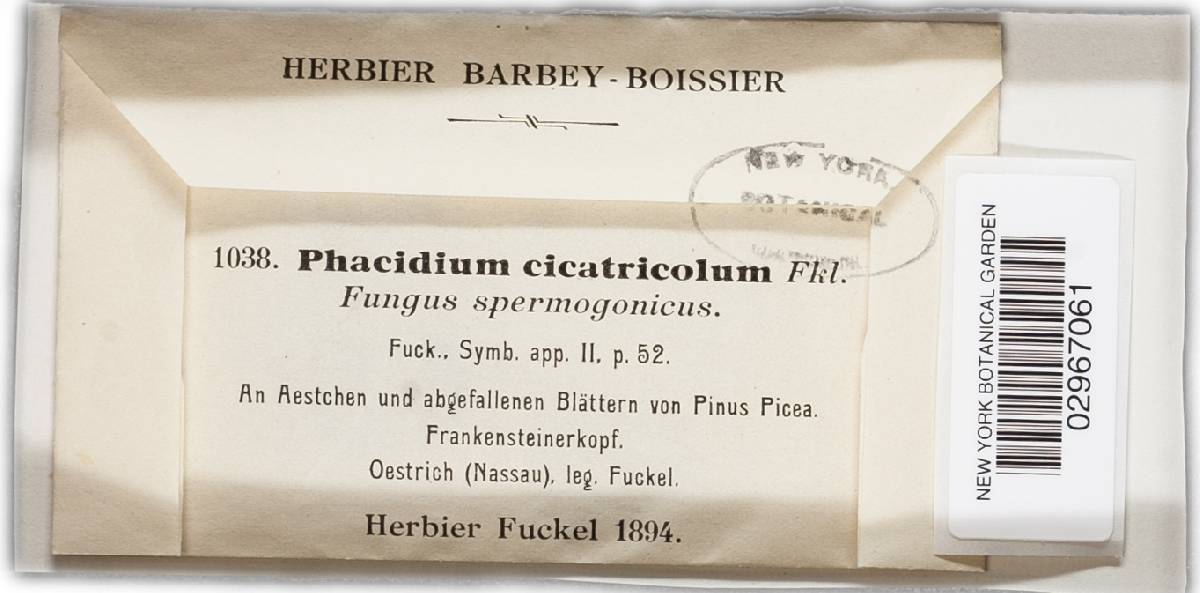 HERBIER BARBEY-BOISSIER
NEW YORK
BOTANICAL
1038. Phacidium cicatricolum Fkl.
Fungus spermogonicus.
Fuck., Symb. app. II, p. 52.
An Aestchen und abgefallenen Blättern von Pinus Picea.
Frankensteinerkopf.
Oestrich (Nassau), leg. Fuckel.
Herbier Fuckel 1894.
NEW YORK BOTANICAL GARDEN
02967061